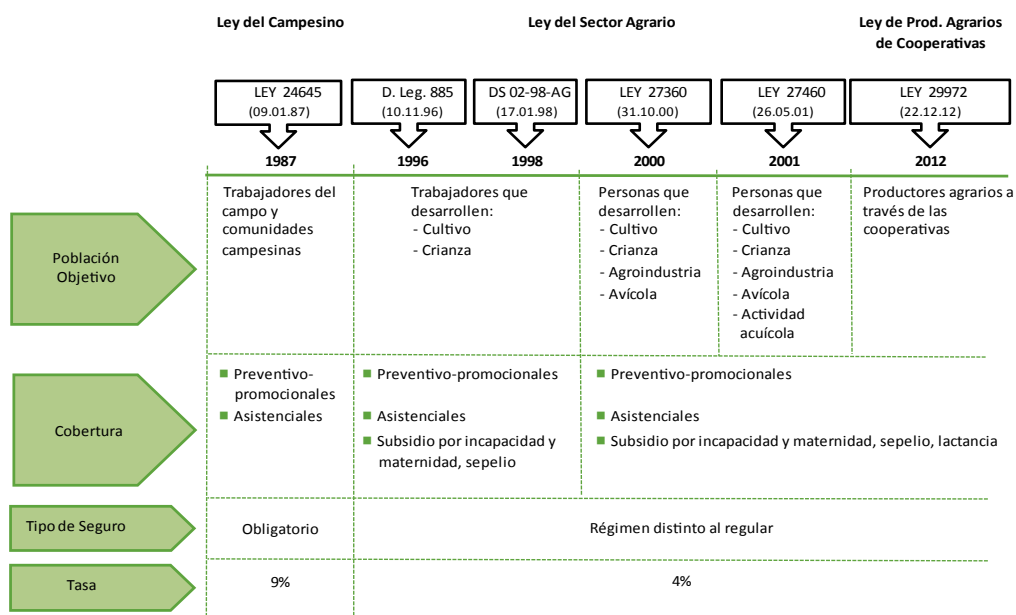 Ley del Campesino
Ley del Sector Agrario
Ley de Prod. Agrarios
de Cooperativas
LEY 24645
(09.01.87)
D. Leg. 885
(10.11.96)
DS 02-98-AG
(17.01.98)
LEY 27360
(31.10.00)
LEY 27460
(26.05.01)
LEY 29972
(22.12.12)
1987
1996
1998
2000
2001
2012
Población
Objetivo
Trabajadores del
campo y
comunidades
campesinas
Trabajadores que
desarrollen:
- Cultivo
- Crianza
Personas que
desarrollen:
- Cultivo
- Crianza
- Agroindustria
- Avícola
Personas que
desarrollen:
- Cultivo
- Crianza
- Agroindustria
- Avícola
- Actividad
acuícola
Productores agrarios a
través de las
cooperativas
Cobertura
■ Preventivo-
promocionales
■ Asistenciales
■ Preventivo-promocionales
■ Asistenciales
■ Subsidio por incapacidad y
maternidad, sepelio
■ Preventivo-promocionales
■ Asistenciales
■ Subsidio por incapacidad y maternidad, sepelio, lactancia
Tipo de Seguro
Obligatorio
Régimen distinto al regular
Tasa
9%
4%